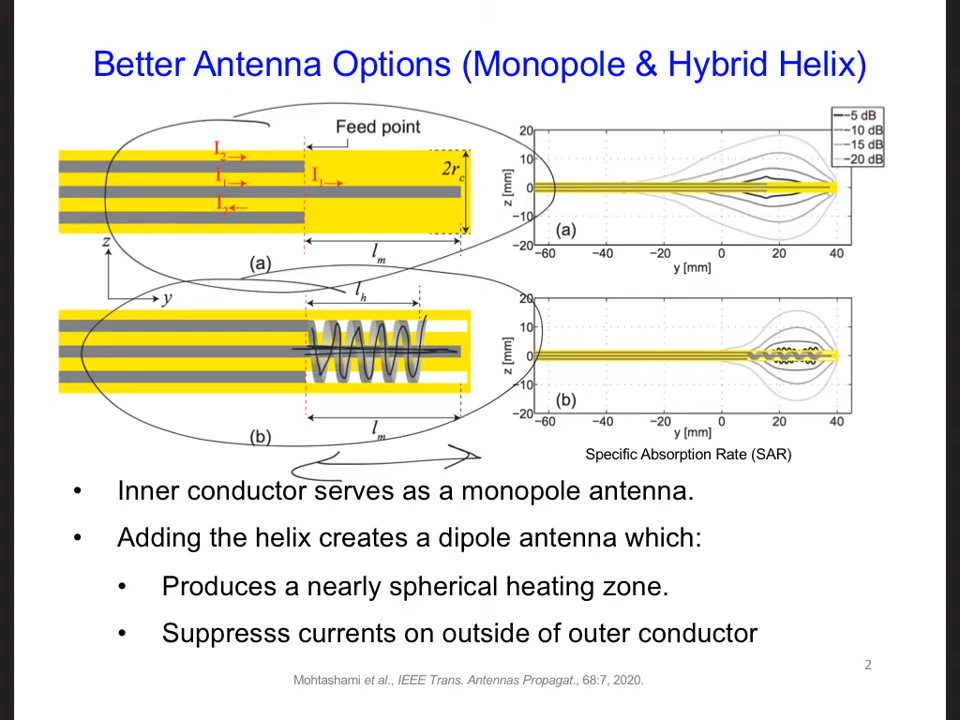 Better Antenna Options (Monopole & Hybrid Helix)
Feed point
I2
I1
I1
I2
2rc
lm
(a)
z
y
lh
lm
(b)
−5 dB
−10 dB
−15 dB
−20 dB
20
10
0
−10
−20
z [mm]
(a)
−60 −40 −20 0 20 40
y [mm]
20
10
0
−10
−20
z [mm]
(b)
−60 −40 −20 0 20 40
y [mm]
Specific Absorption Rate (SAR)
• Inner conductor serves as a monopole antenna.
• Adding the helix creates a dipole antenna which:
• Produces a nearly spherical heating zone.
• Suppresss currents on outside of outer conductor
2
Mohtashami et al., IEEE Trans. Antennas Propagat., 68:7, 2020.